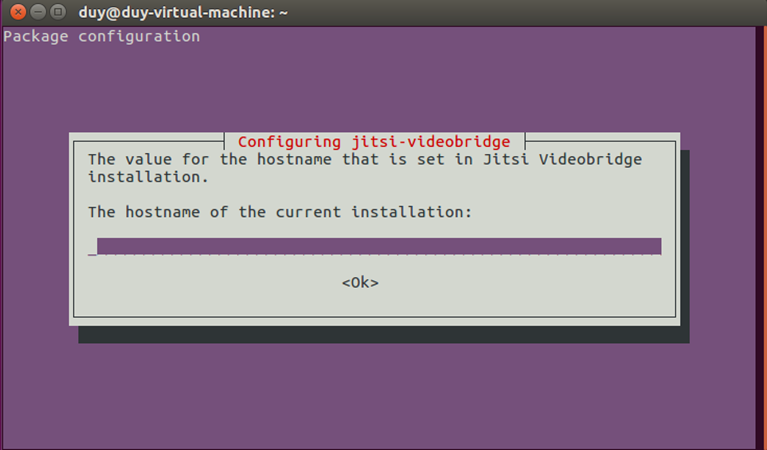 duy@duy-virtual-machine: ~
Package configuration
Configuring jitsi-videobridge
The value for the hostname that is set in Jitsi Videobridge
installation.
The hostname of the current installation:
<Ok>